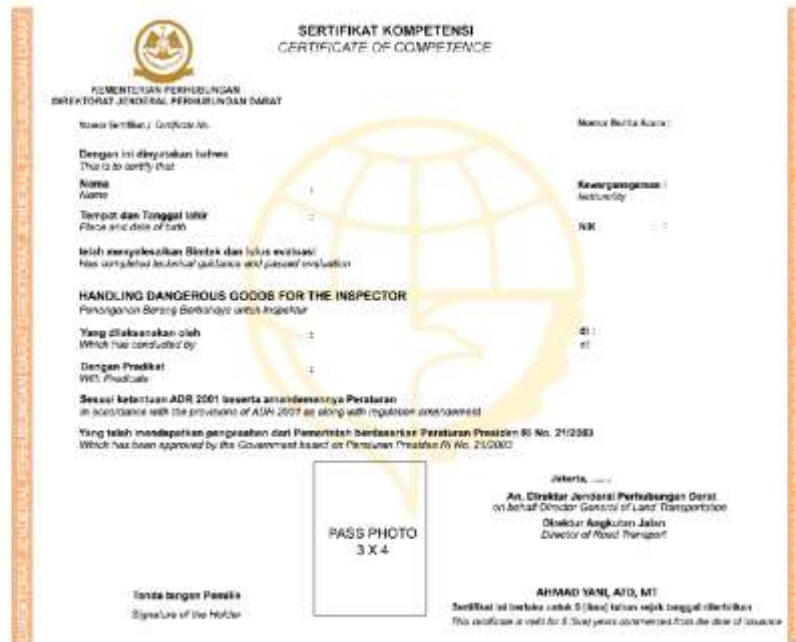 SERTIFIKAT KOMPETENSI
CERTIFICATE OF COMPETENCE
KEMENTERIAN PERHUBUNGAN
DIREKTORAT JENDERAL PERHUBUNGAN DARAT
Nomor Sertifikat / Certificate No.
Nomor Berita Acara :
Dengan ini dinyatakan bahwa
This is to certify that
Nama :
Name
Kewarganegaraan :
Nationality
Tempat dan Tanggal lahir :
Place and date of birth
NIK :
telah menyelesaikan Bimtek dan lulus evaluasi
Has completed technical guidance and passed evaluation
HANDLING DANGEROUS GOODS FOR THE INSPECTOR
Penanganan Barang Berbahaya untuk Inspektur
Yang dilaksanakan oleh :
Which has conducted by
di :
at
Dengan Predikat :
With Predicate
Sesuai ketentuan ADR 2001 beserta amandemennya Peraturan
in accordance with the provisions of ADR 2001 as along with regulation amendement
Yang telah mendapatkan pengesahan dari Pemerintah berdasarkan Peraturan Presiden RI No. 21/2003
Which has been approved by the Government based on Peraturan Presiden RI No. 21/2003
PASS PHOTO
3 X 4
Jakarta, ......
An. Direktur Jenderal Perhubungan Darat
on behalf Director General of Land Transportation
Direktur Angkutan Jalan
Director of Road Transport
Tanda tangan Pemilik
Signature of the Holder
AHMAD YANI, ATD, MT
Sertifikat ini berlaku untuk 5 (lima) tahun sejak tanggal diterbitkan
This certificate is valid for 5 (five) years commences from the date of issuance